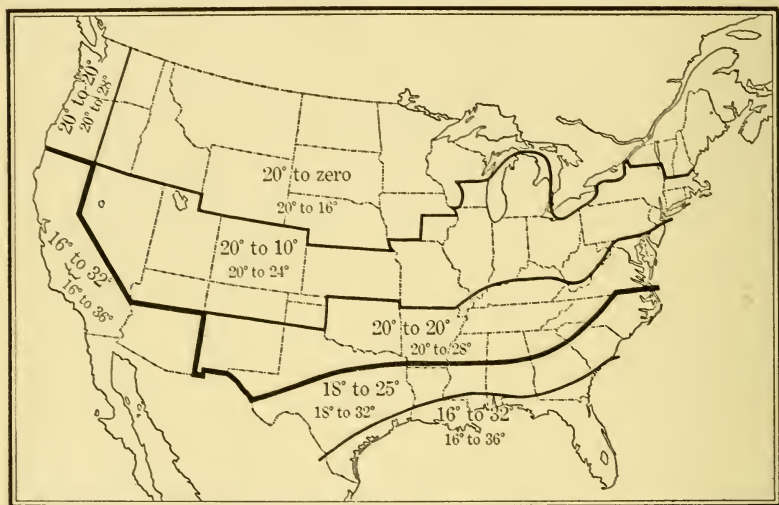 20° to 20°
20° to 28°
20° to zero
20° to 16°
20° to 10°
20° to 24°
16° to 32°
16° to 36°
20° to 20°
20° to 28°
18° to 25°
18° to 32°
16° to 32°
16° to 36°